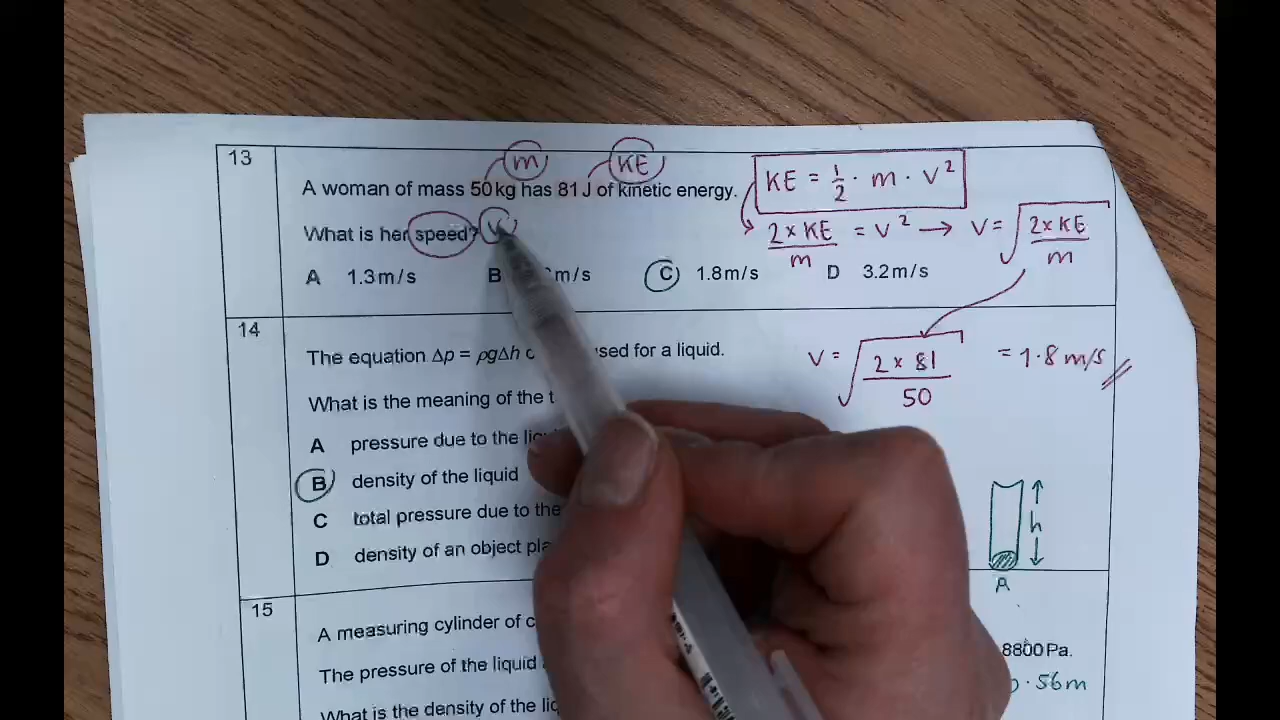 13
m KE
A woman of mass 50 kg has 81 J of kinetic energy.
KE = 1/2 · m · v²
What is her speed? V
2 × KE / m = v² → V = √(2 × KE / m)
A 1.3 m/s B m/s C 1.8 m/s D 3.2 m/s
14
The equation Δp = ρgΔh used for a liquid.
V = √(2 × 81 / 50) = 1.8 m/s
What is the meaning of the
A pressure due to the
B density of the liquid
C total pressure due to the
D density of an object
h
A
15
A measuring cylinder of
The pressure of the liquid 8800 Pa.
·56m
What is the density of the